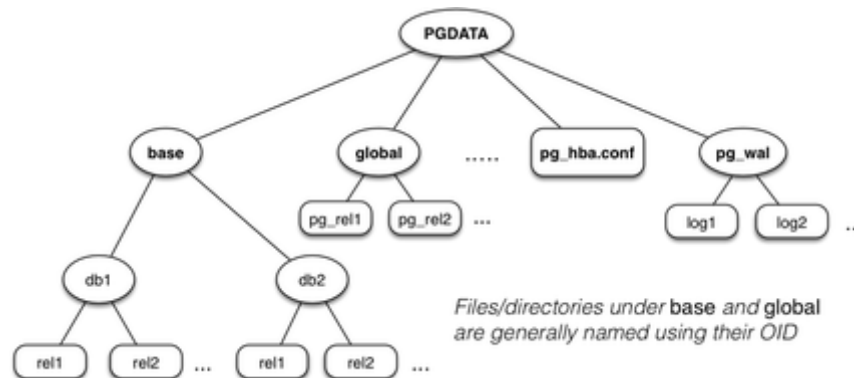 PGDATA
base
global
.....
pg_hba.conf
pg_wal
pg_rel1
pg_rel2
...
log1
log2
...
db1
db2
Files/directories under base and global
are generally named using their OID
rel1
rel2
...
rel1
rel2
...